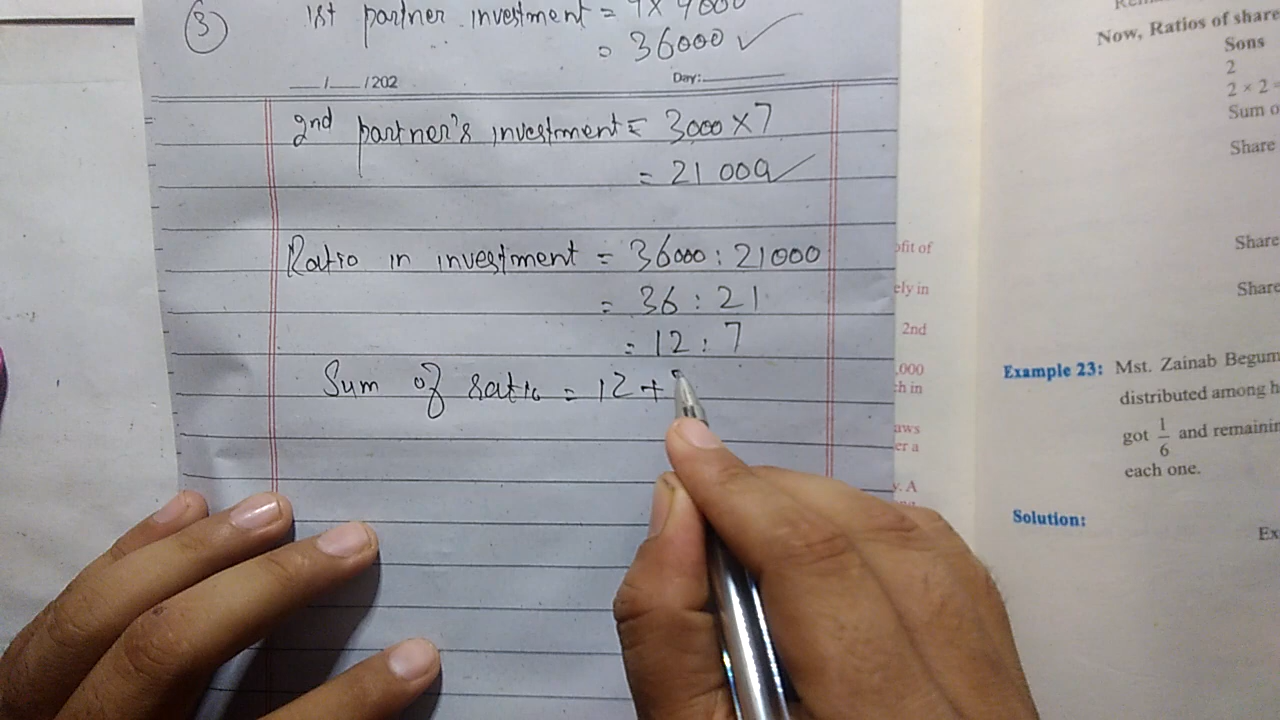 (3) 1st partner investment = 9 x 4000
= 36000 ✓
__/__/202 Day:
2nd partner's investment = 3000 x 7
= 21000 ✓
Ratio in investment = 36000 : 21000
= 36 : 21
= 12 : 7
Sum of ratio = 12 +
ofit of
ely in
2nd
,000
h in
aws
er a
y. A
Now, Ratios of share
Sons
2
2 × 2 =
Sum o
Share
Share
Share
Example 23: Mst. Zainab Begum
distributed among h
got 1/6 and remainin
each one.
Solution:
Ex